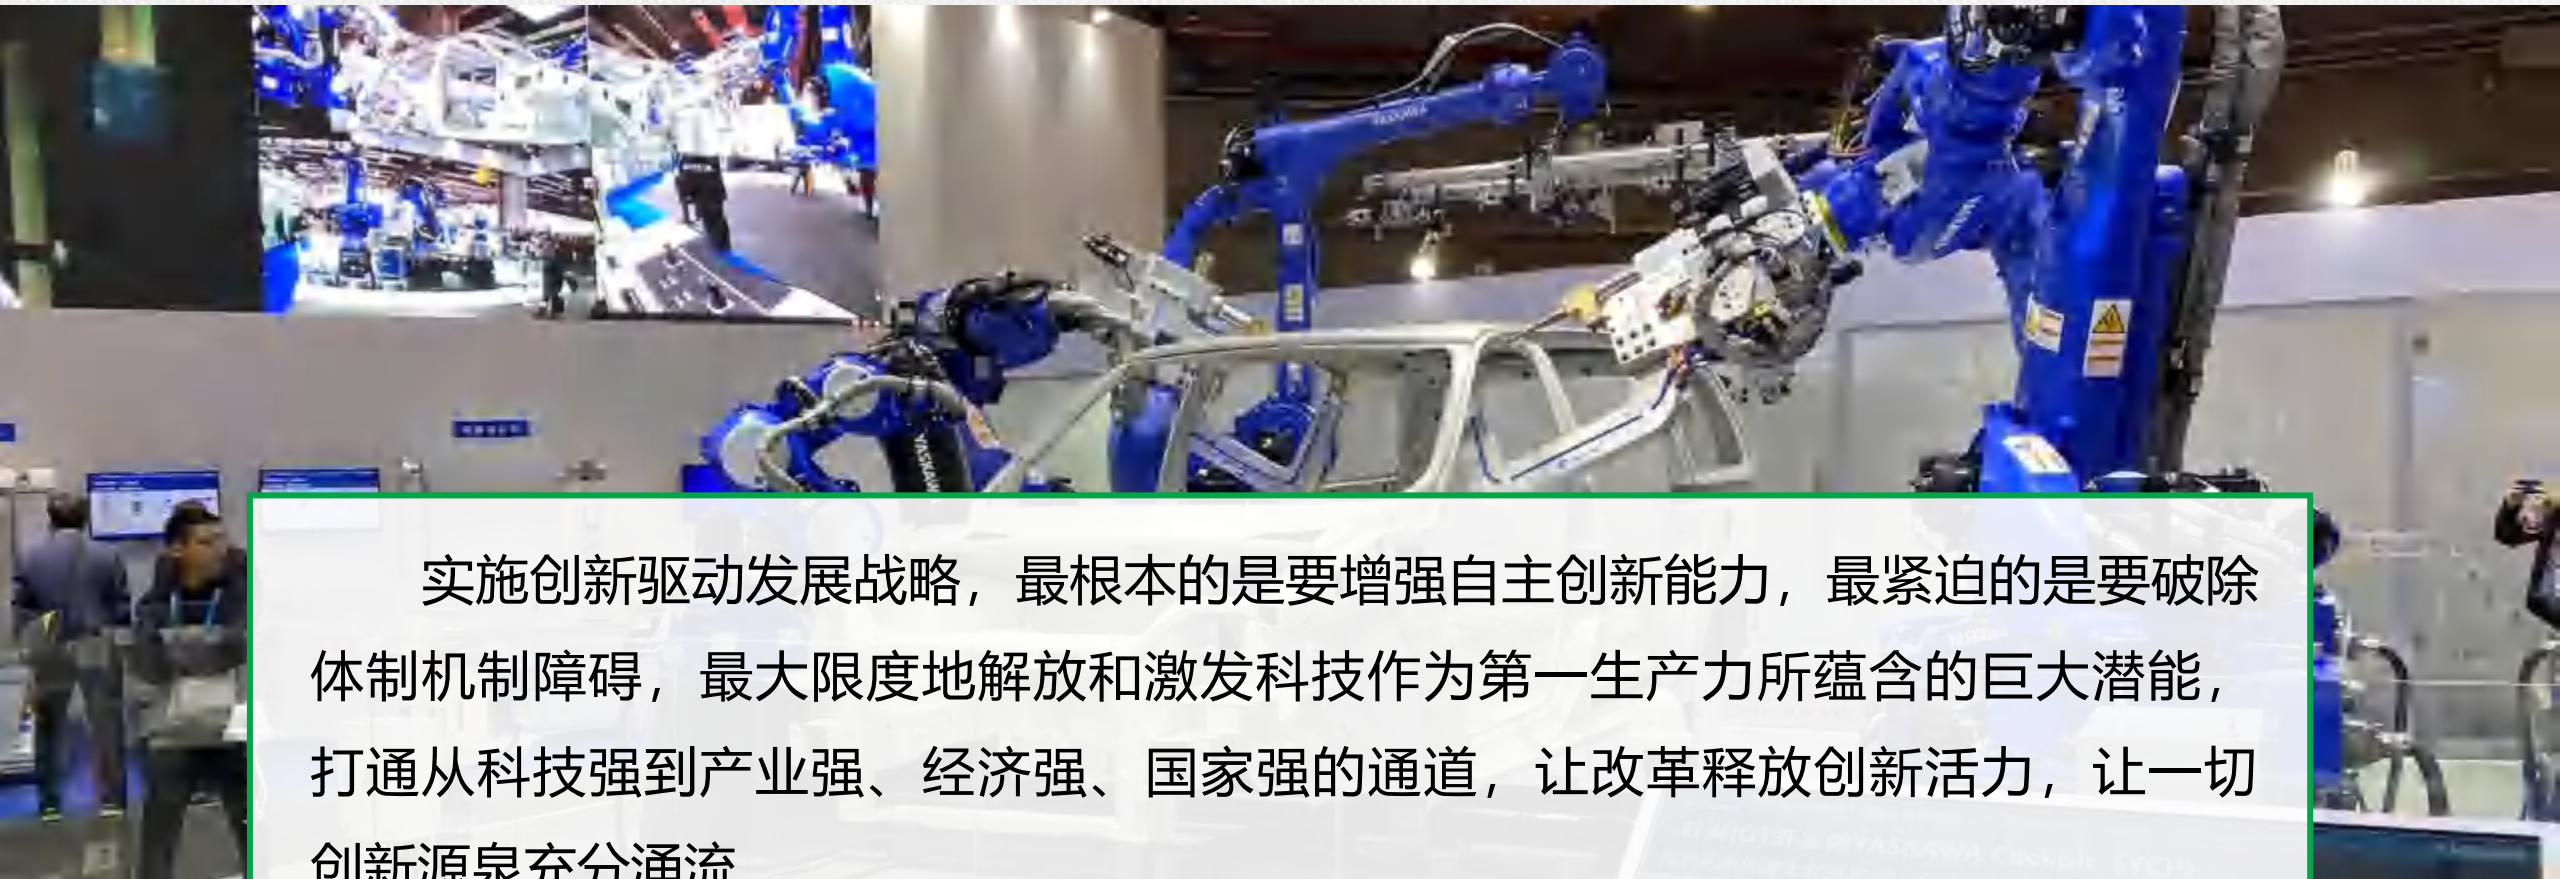 YASKAWA
YASKAWA
实施创新驱动发展战略，最根本的是要增强自主创新能力，最紧迫的是要破除
体制机制障碍，最大限度地解放和激发科技作为第一生产力所蕴含的巨大潜能，
打通从科技强到产业强、经济强、国家强的通道，让改革释放创新活力，让一切
创新源泉充分涌流